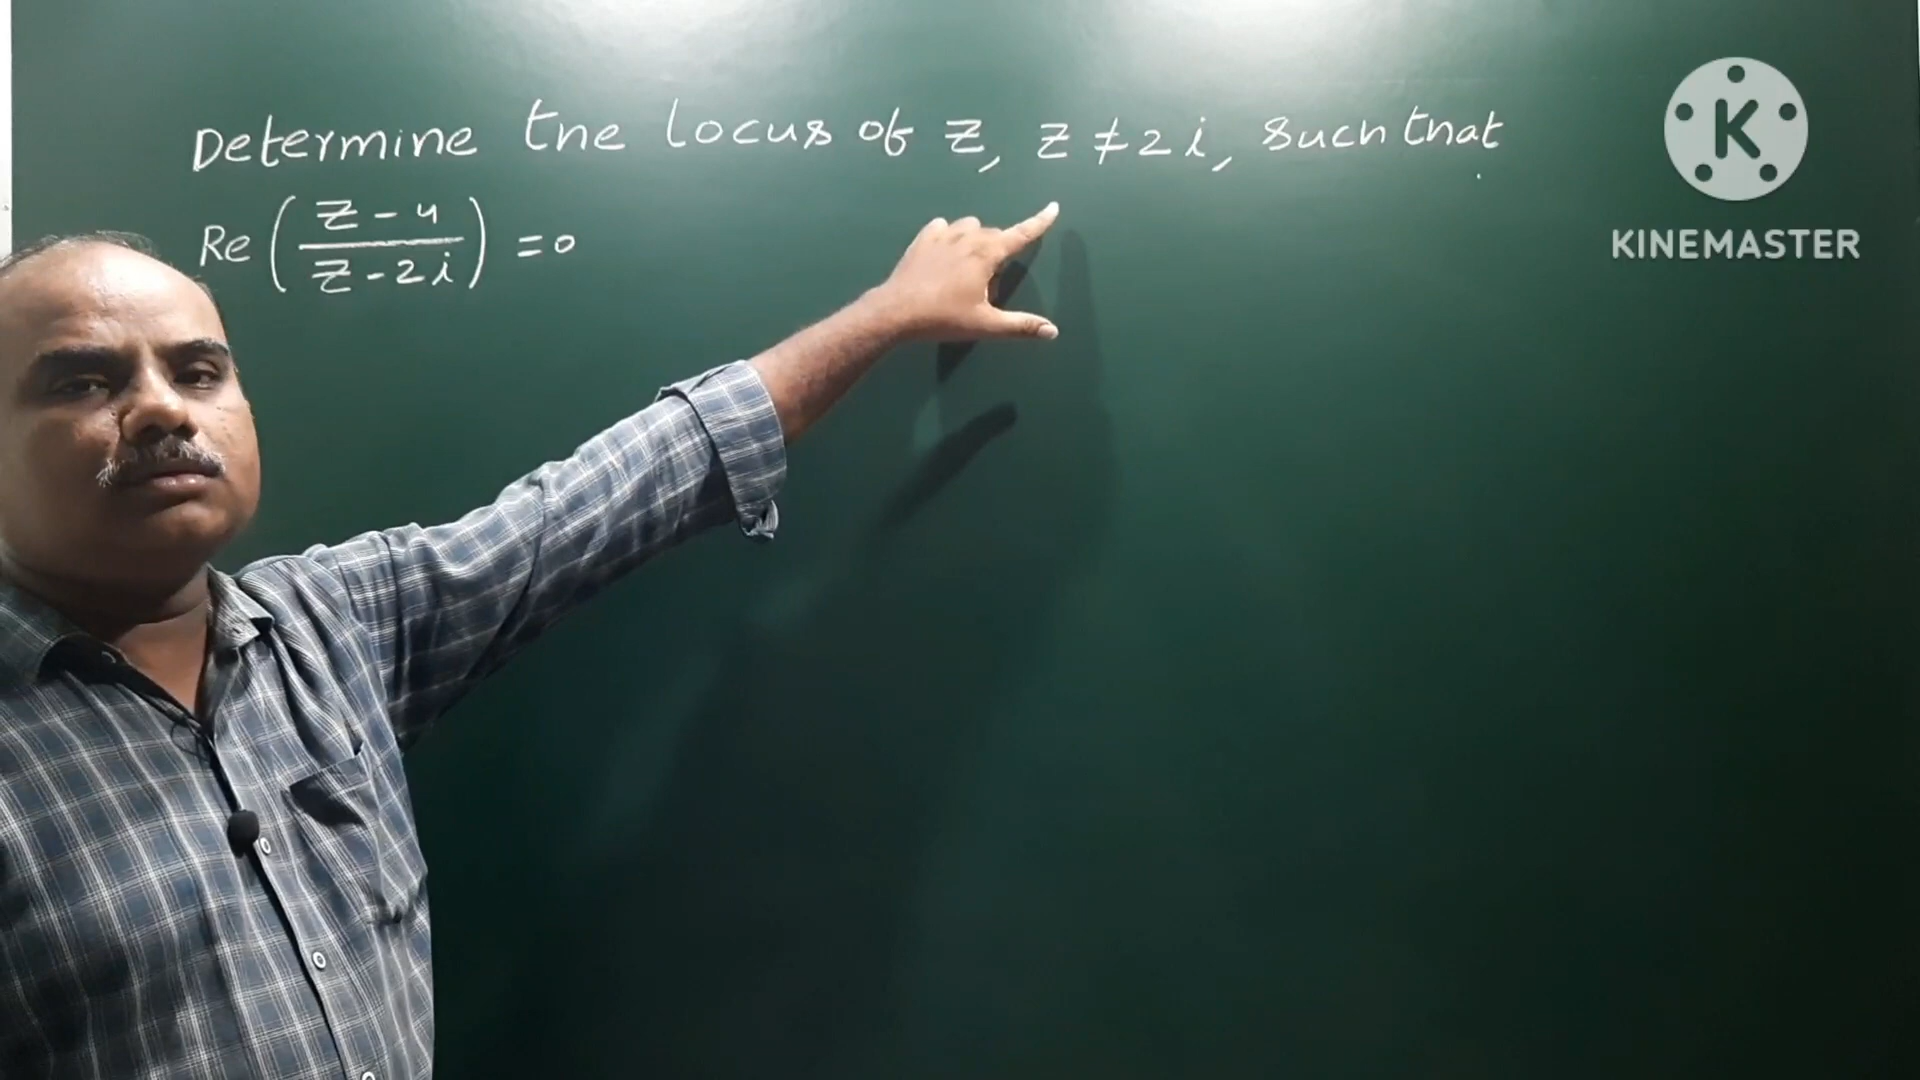 Determine the locus of z, z ≠ 2i, such that
Re(z-4/z-2i) = 0
K
KINEMASTER